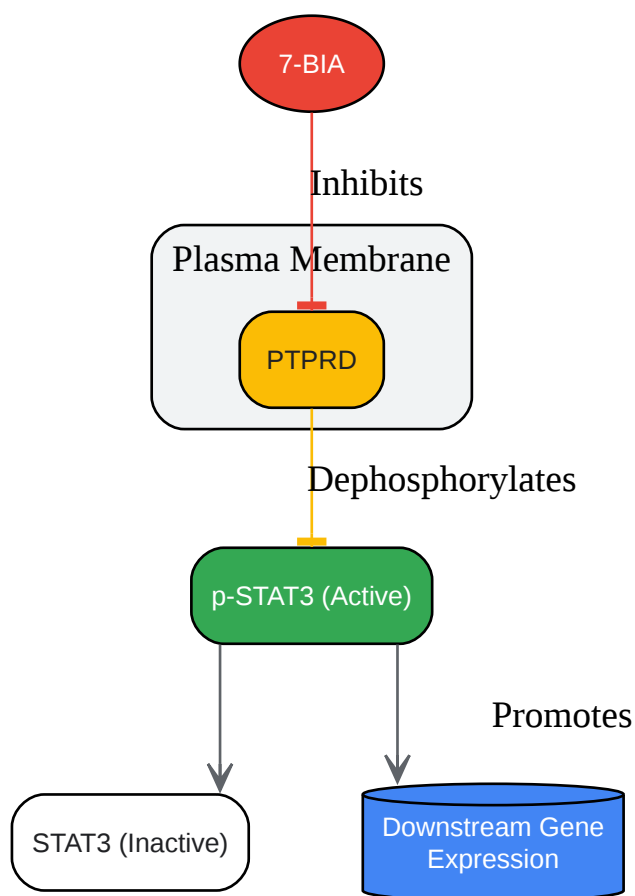 7-BIA
Inhibits
Plasma Membrane
PTPRD
Dephosphorylates
p-STAT3 (Active)
Promotes
STAT3 (Inactive)
Downstream Gene
Expression